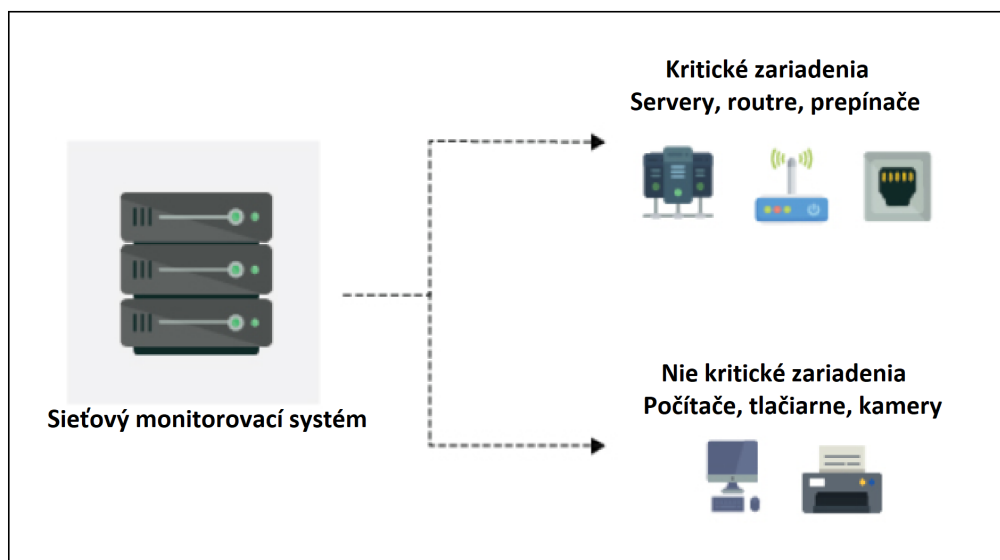 Kritické zariadenia
Servery, routre, prepínače
Sieťový monitorovací systém
Nie kritické zariadenia
Počítače, tlačiarne, kamery